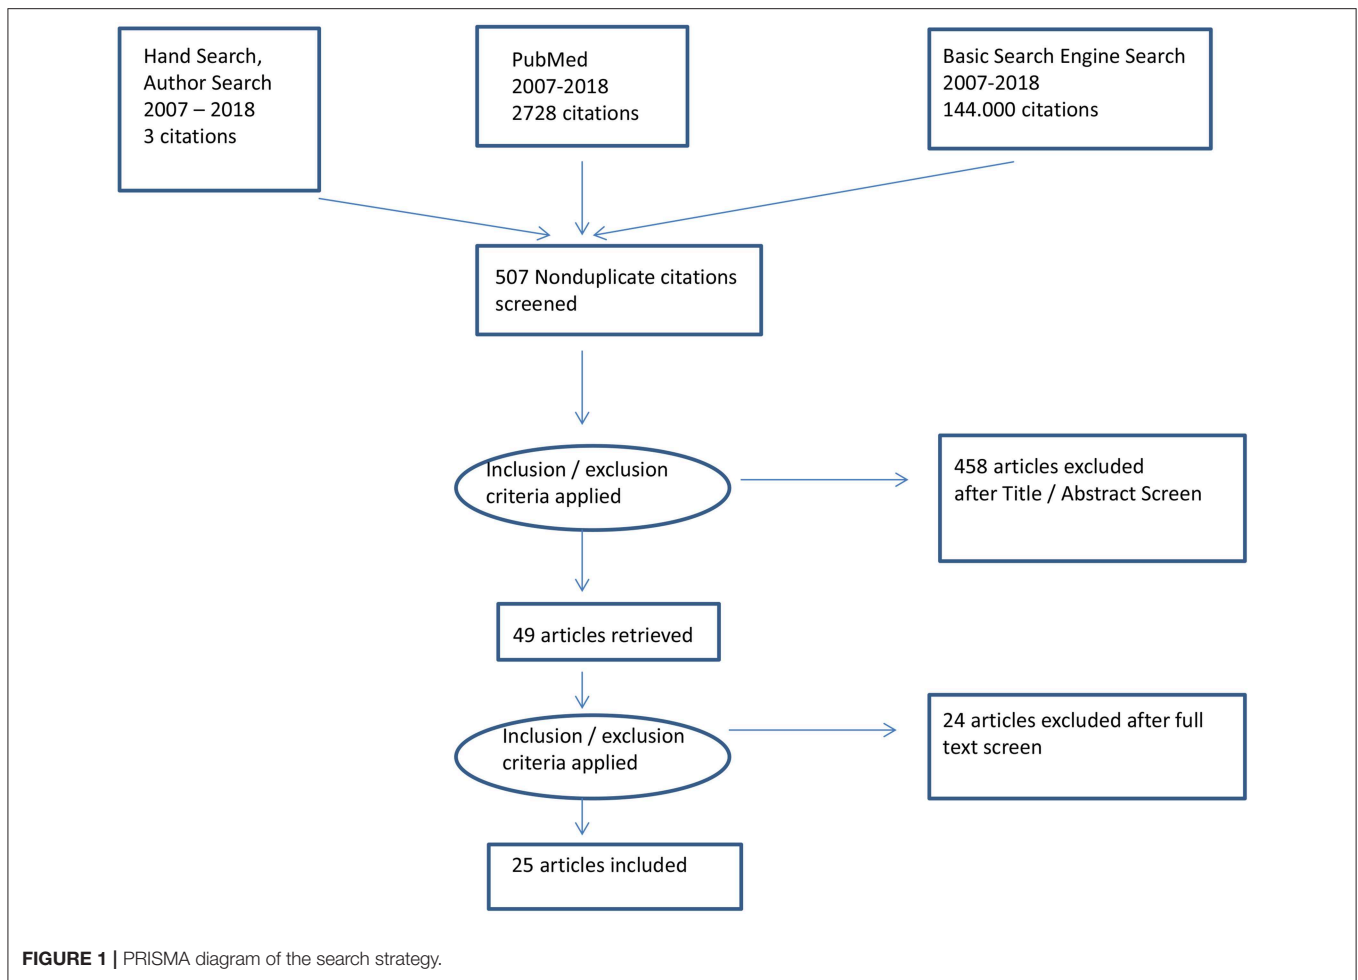 Hand Search,
Author Search
2007 – 2018
3 citations
PubMed
2007-2018
2728 citations
Basic Search Engine Search
2007-2018
144.000 citations
507 Nonduplicate citations
screened
Inclusion / exclusion
criteria applied
458 articles excluded
after Title / Abstract Screen
49 articles retrieved
Inclusion / exclusion
criteria applied
24 articles excluded after full
text screen
25 articles included
FIGURE 1 | PRISMA diagram of the search strategy.